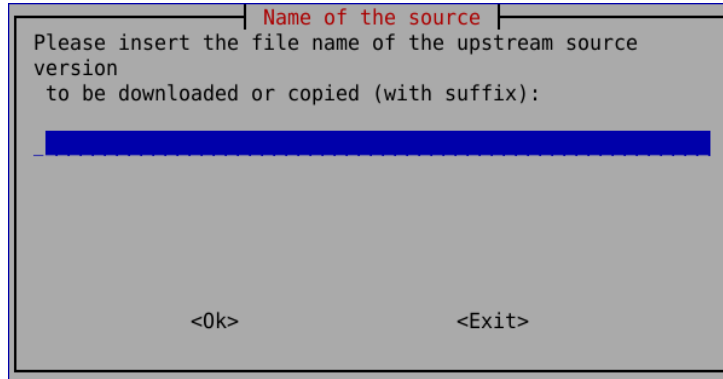 Name of the source
Please insert the file name of the upstream source
version
to be downloaded or copied (with suffix):
<Ok> <Exit>